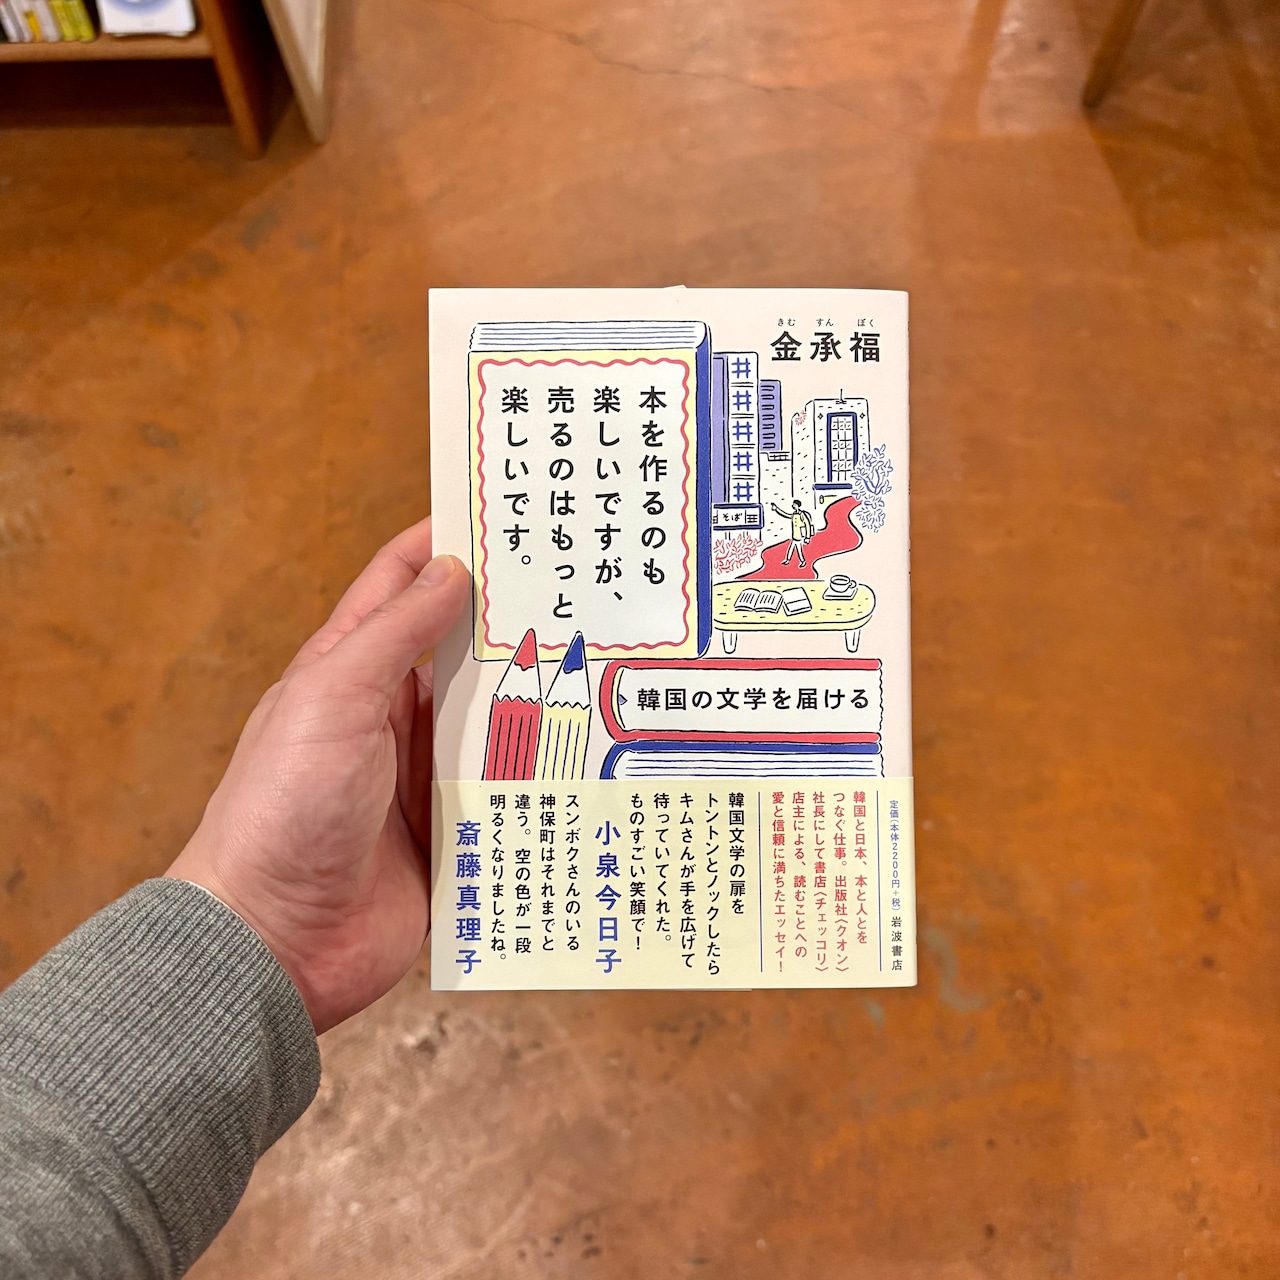 きむ すん ぼく
金承福
本を作るのも
楽しいですが、
売るのはもっと
楽しいです。
そば
韓国の文学を届ける
定価(本体2200円+税) 岩波書店
韓国と日本、本と人とを
つなぐ仕事。出版社〈クオン〉
社長にして書店〈チェッコリ〉
店主による、読むことへの
愛と信頼に満ちたエッセイ!
韓国文学の扉を
トントンとノックしたら
キムさんが手を広げて
待っていてくれた。
ものすごい笑顔で!
小泉今日子
スンボクさんのいる
神保町はそれまでと
違う。空の色が一段
明るくなりましたね。
斎藤真理子